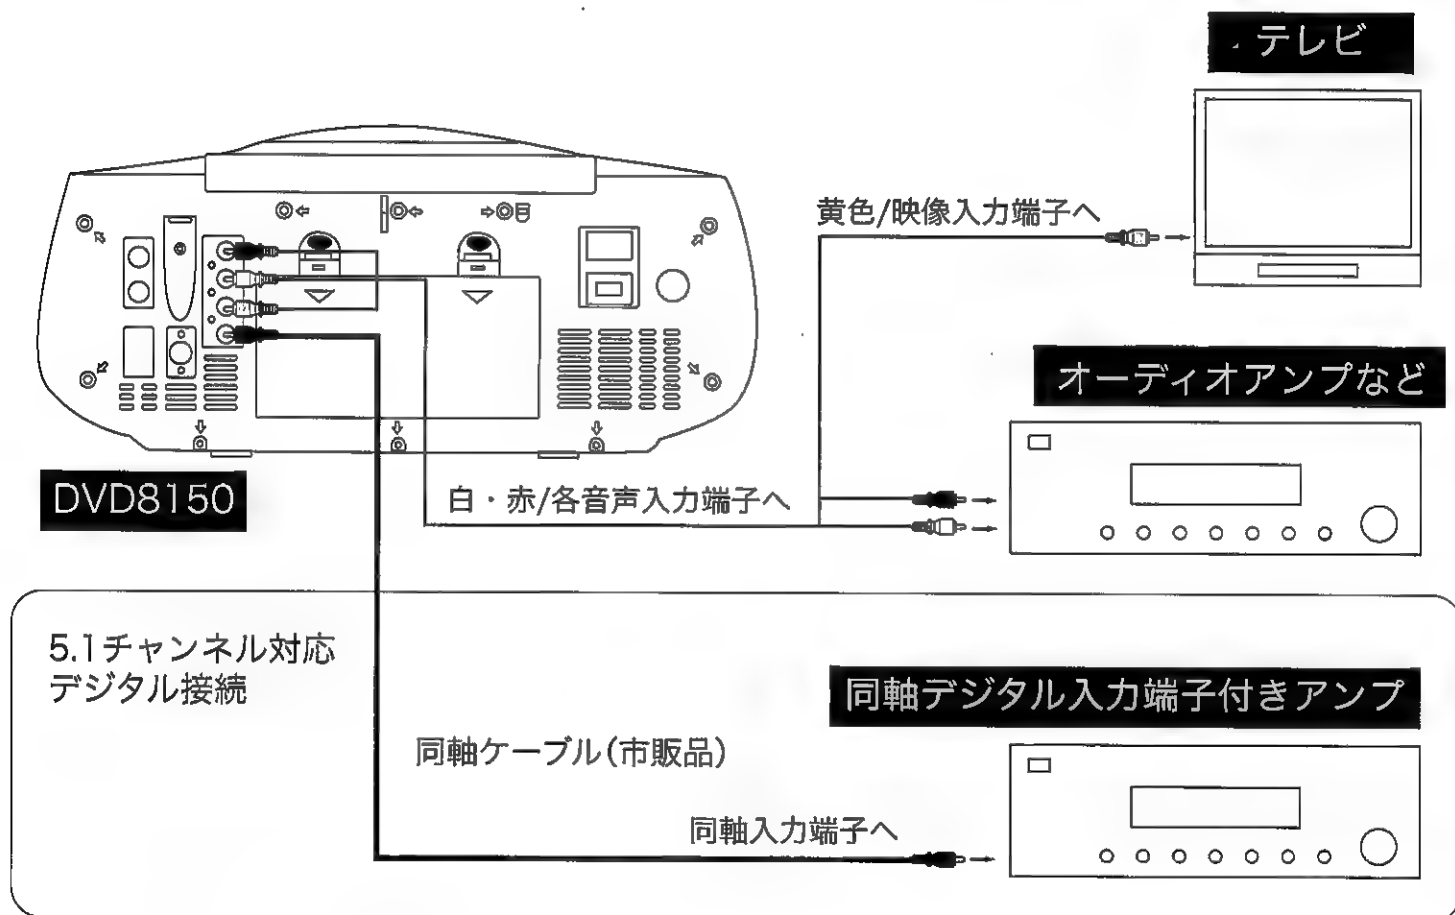 テレビ
黄色/映像入力端子へ
オーディオアンプなど
DVD8150
白・赤/各音声入力端子へ
5.1チャンネル対応
デジタル接続
同軸デジタル入力端子付きアンプ
同軸ケーブル(市販品)
同軸入力端子へ